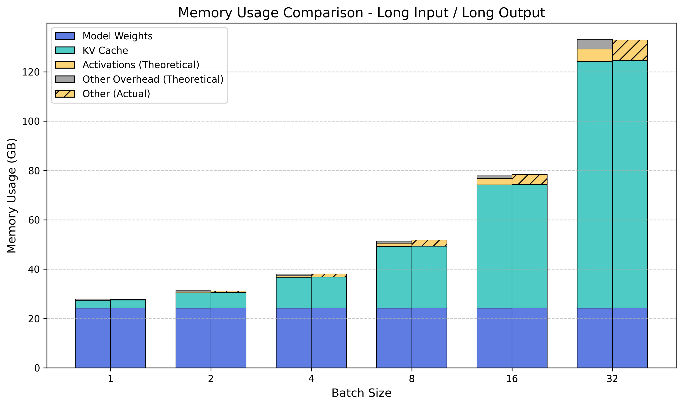 Memory Usage Comparison - Long Input / Long Output
Model Weights
KV Cache
Activations (Theoretical)
Other Overhead (Theoretical)
Other (Actual)
Memory Usage (GB)
120
100
80
60
40
20
0
1 2 4 8 16 32
Batch Size